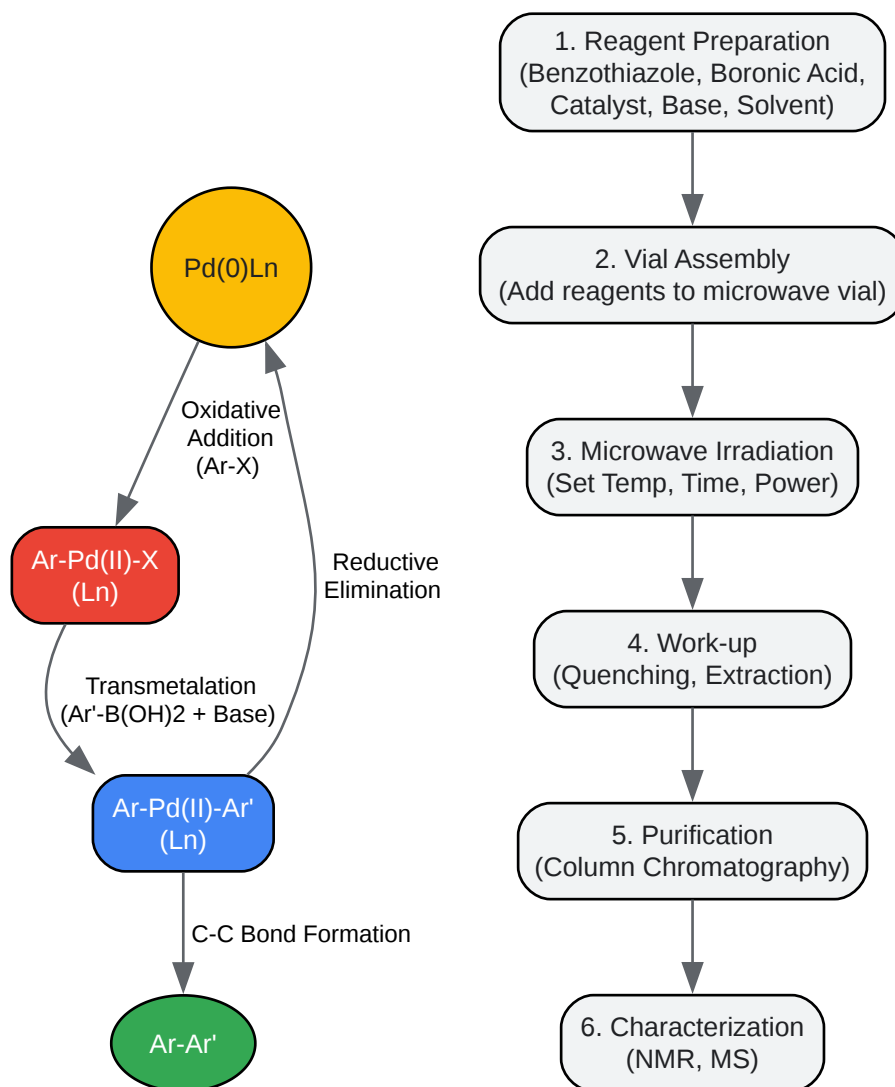 Pd(0)Ln
Oxidative
Addition
(Ar-X)
Ar-Pd(II)-X
(Ln)
Reductive
Elimination
Transmetalation
(Ar'-B(OH)2 + Base)
Ar-Pd(II)-Ar'
(Ln)
C-C Bond Formation
Ar-Ar'
1. Reagent Preparation
(Benzothiazole, Boronic Acid,
Catalyst, Base, Solvent)
2. Vial Assembly
(Add reagents to microwave vial)
3. Microwave Irradiation
(Set Temp, Time, Power)
4. Work-up
(Quenching, Extraction)
5. Purification
(Column Chromatography)
6. Characterization
(NMR, MS)